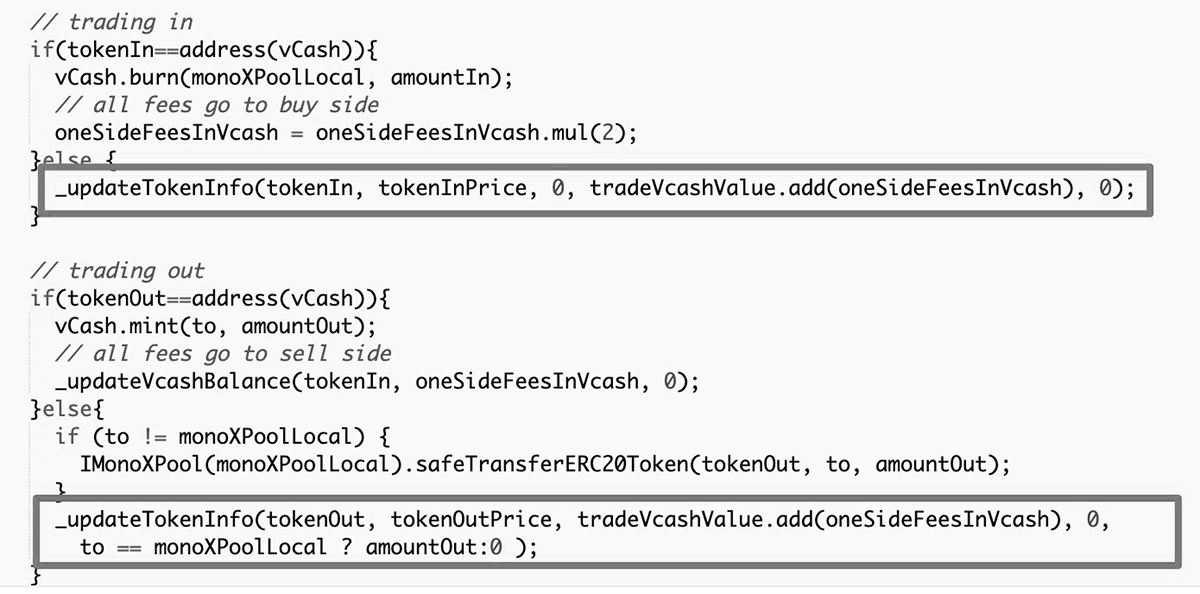 // trading in
if(tokenIn==address(vCash)){
  vCash.burn(monoXPoolLocal, amountIn);
  // all fees go to buy side
  oneSideFeesInVcash = oneSideFeesInVcash.mul(2);
}else {
  _updateTokenInfo(tokenIn, tokenInPrice, 0, tradeVcashValue.add(oneSideFeesInVcash), 0);
}
// trading out
if(tokenOut==address(vCash)){
  vCash.mint(to, amountOut);
  // all fees go to sell side
  _updateVcashBalance(tokenIn, oneSideFeesInVcash, 0);
}else{
  if (to != monoXPoolLocal) {
    IMonoXPool(monoXPoolLocal).safeTransferERC20Token(tokenOut, to, amountOut);
  }
  _updateTokenInfo(tokenOut, tokenOutPrice, tradeVcashValue.add(oneSideFeesInVcash), 0,
    to == monoXPoolLocal ? amountOut:0 );
}